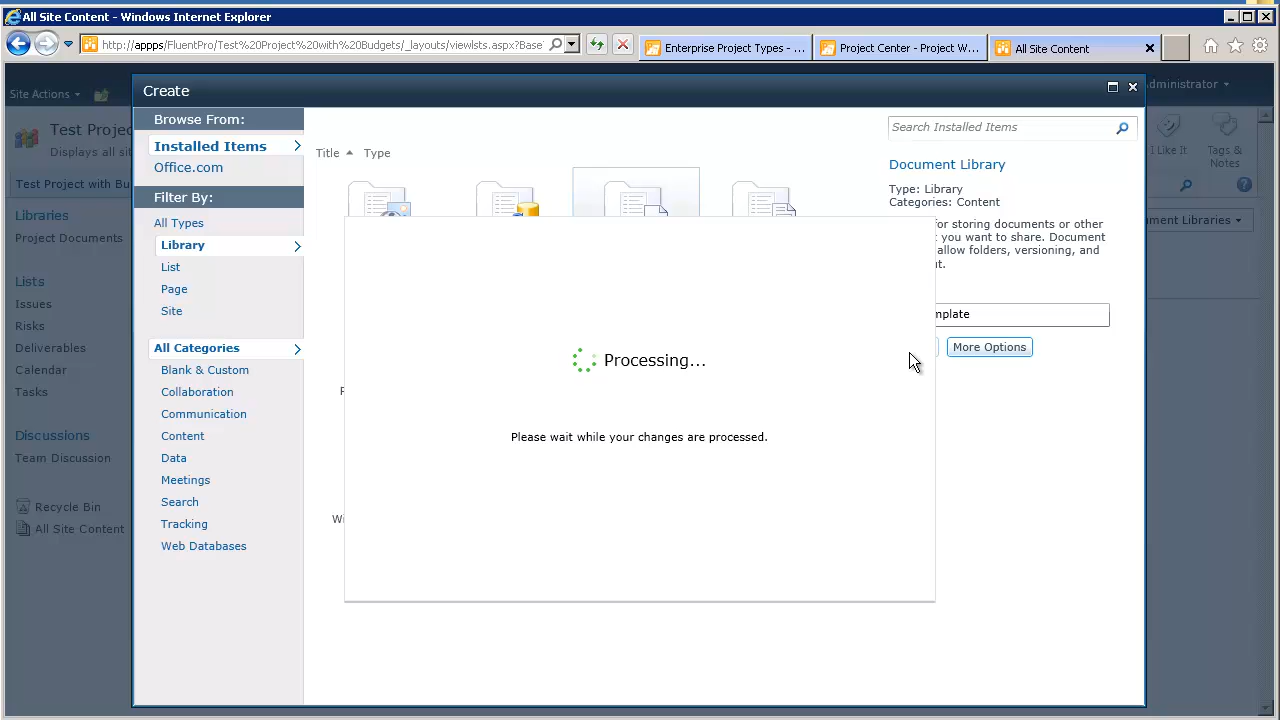 All Site Content - Windows Internet Explorer
http://appps/FluentPro/Test%20Project%20with%20Budgets/_layouts/viewlsts.aspx?Base
Enterprise Project Types - ...
Project Center - Project W...
All Site Content
Site Actions
dministrator
Create
Browse From:
Installed Items
Office.com
Filter By:
All Types
Library
List
Page
Site
All Categories
Blank & Custom
Collaboration
Communication
Content
Data
Meetings
Search
Tracking
Web Databases
Title
Type
Search Installed Items
Document Library
Type: Library
Categories: Content
for storing documents or other
you want to share. Document
allow folders, versioning, and
t.
mplate
More Options
Processing...
Please wait while your changes are processed.
Wi
Test Projec
Displays all sit
Test Project with Bu
Libraries
Project Documents
Lists
Issues
Risks
Deliverables
Calendar
Tasks
Discussions
Team Discussion
Recycle Bin
All Site Content
I Like It
Tags &
Notes
ment Libraries